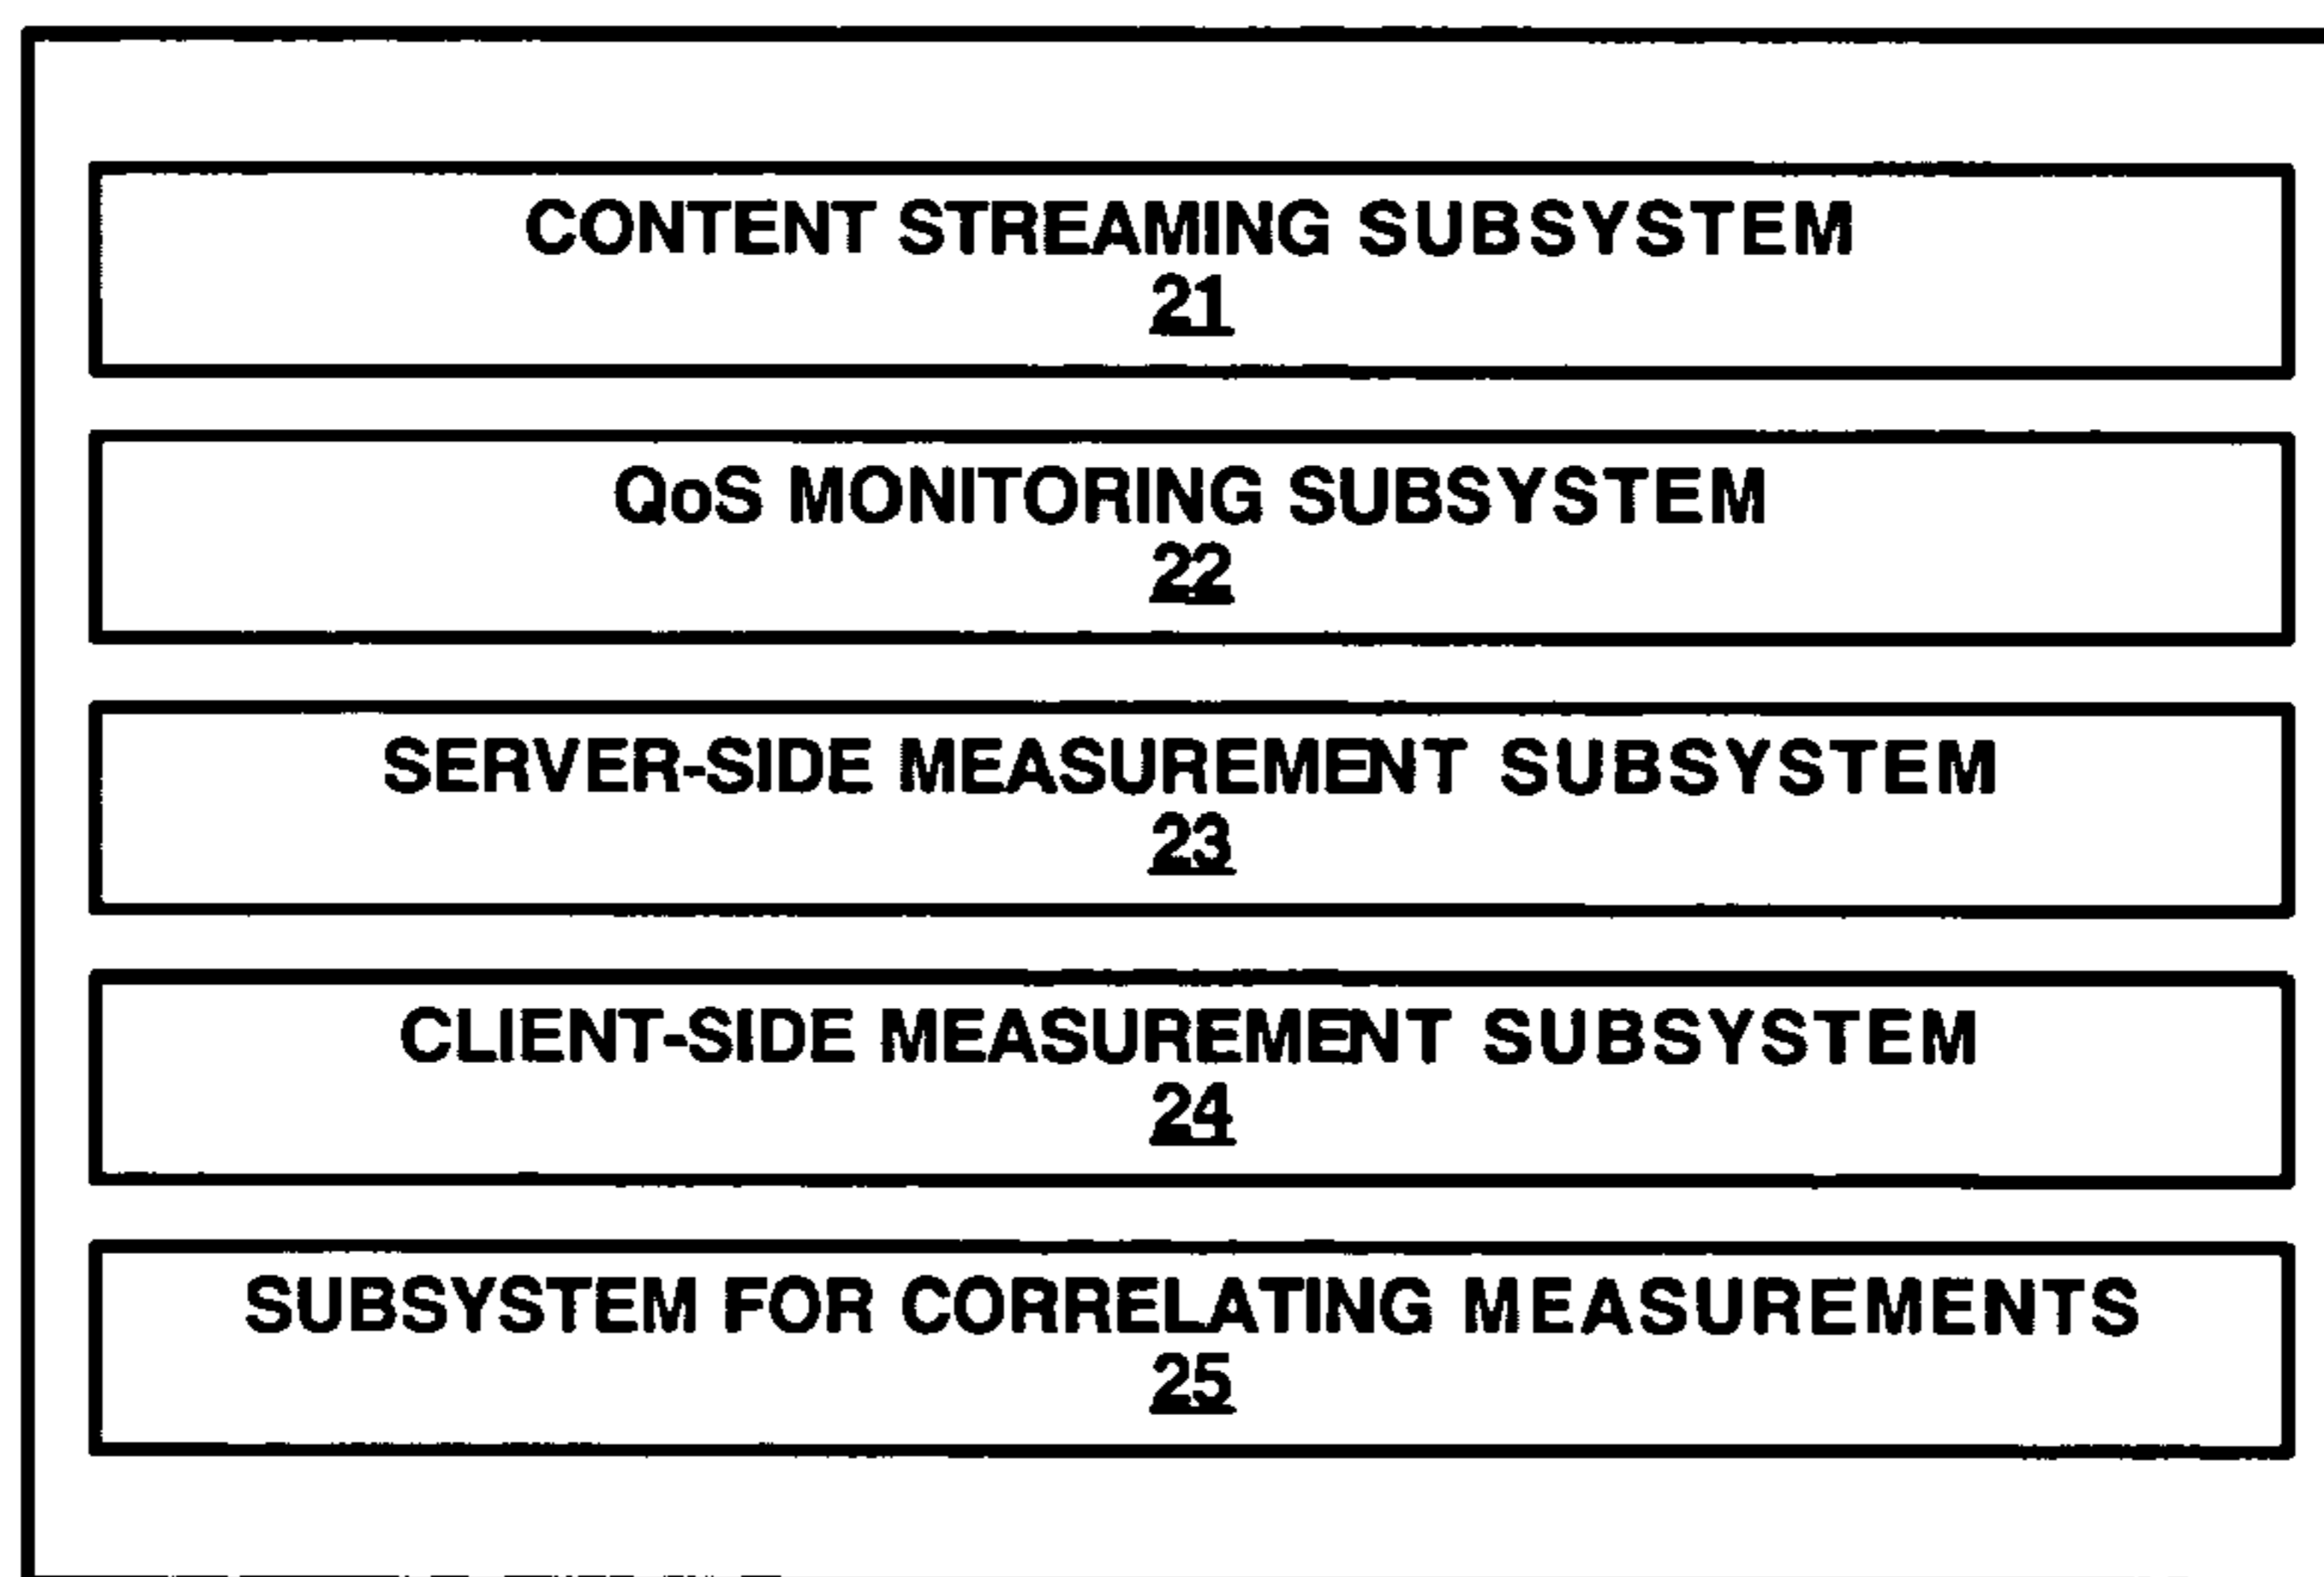 CONTENT STREAMING SUBSYSTEM
21
QoS MONITORING SUBSYSTEM
22
SERVER-SIDE MEASUREMENT SUBSYSTEM
23
CLIENT-SIDE MEASUREMENT SUBSYSTEM
24
SUBSYSTEM FOR CORRELATING MEASUREMENTS
25